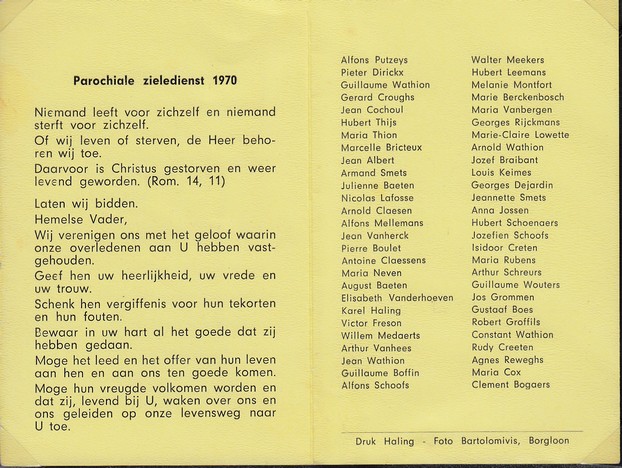 Parochiale zieledienst 1970
Niemand leeft voor zichzelf en niemand
sterft voor zichzelf.
Of wij leven of sterven, de Heer beho-
ren wij toe.
Daarvoor is Christus gestorven en weer
levend geworden. (Rom. 14, 11)
Laten wij bidden.
Hemelse Vader,
Wij verenigen ons met het geloof waarin
onze overledenen aan U hebben vast-
gehouden.
Geef hen uw heerlijkheid, uw vrede en
uw trouw.
Schenk hen vergiffenis voor hun tekorten
en hun fouten.
Bewaar in uw hart al het goede dat zij
hebben gedaan.
Moge het leed en het offer van hun leven
aan hen en aan ons ten goede komen.
Moge hun vreugde volkomen worden en
dat zij, levend bij U, waken over ons en
ons geleiden op onze levensweg naar
U toe.
Alfons Putzeys
Pieter Dirickx
Guillaume Wathion
Gerard Croughs
Jean Cochoul
Hubert Thijs
Maria Thion
Marcelle Bricteux
Jean Albert
Armand Smets
Julienne Baeten
Nicolas Lafosse
Arnold Claesen
Alfons Mellemans
Jean Vanherck
Pierre Boulet
Antoine Claessens
Maria Neven
August Baeten
Elisabeth Vanderhoeven
Karel Haling
Victor Freson
Willem Medaerts
Arthur Vanhees
Jean Wathion
Guillaume Boffin
Alfons Schoofs
Walter Meekers
Hubert Leemans
Melanie Montfort
Marie Berckenbosch
Maria Vanbergen
Georges Rijckmans
Marie-Claire Lowette
Arnold Wathion
Jozef Braibant
Louis Keimes
Georges Dejardin
Jeannette Smets
Anna Jossen
Hubert Schoenaers
Jozefien Schoofs
Isidoor Creten
Maria Rubens
Arthur Schreurs
Guillaume Wouters
Jos Grommen
Gustaaf Boes
Robert Groffils
Constant Wathion
Rudy Creeten
Agnes Reweghs
Maria Cox
Clement Bogaers
Druk Haling - Foto Bartolomivis, Borgloon